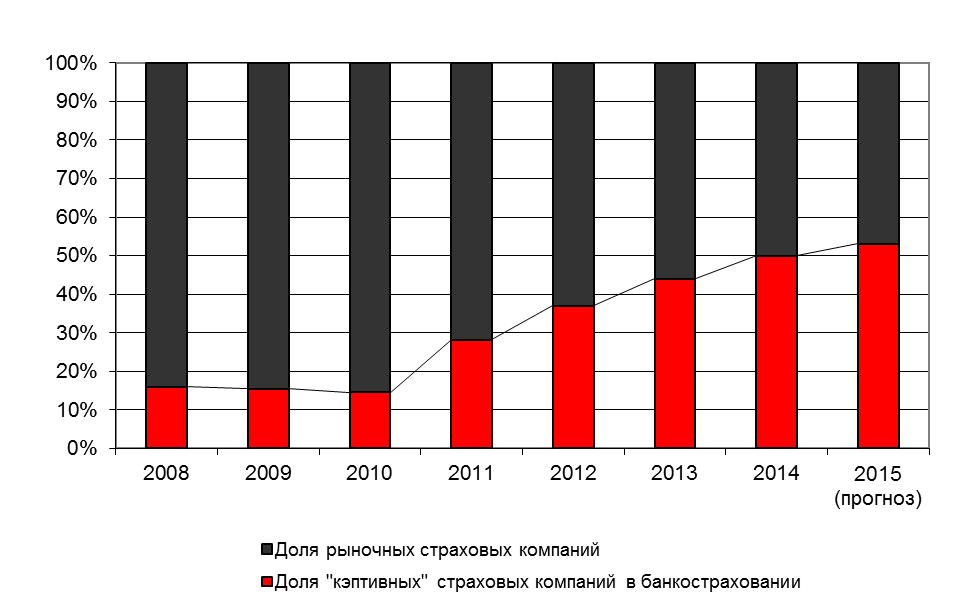 100%
90%
80%
70%
60%
50%
40%
30%
20%
10%
0%
2008 2009 2010 2011 2012 2013 2014 2015
(прогноз)
Доля рыночных страховых компаний
Доля "кэптивных" страховых компаний в банкостраховании